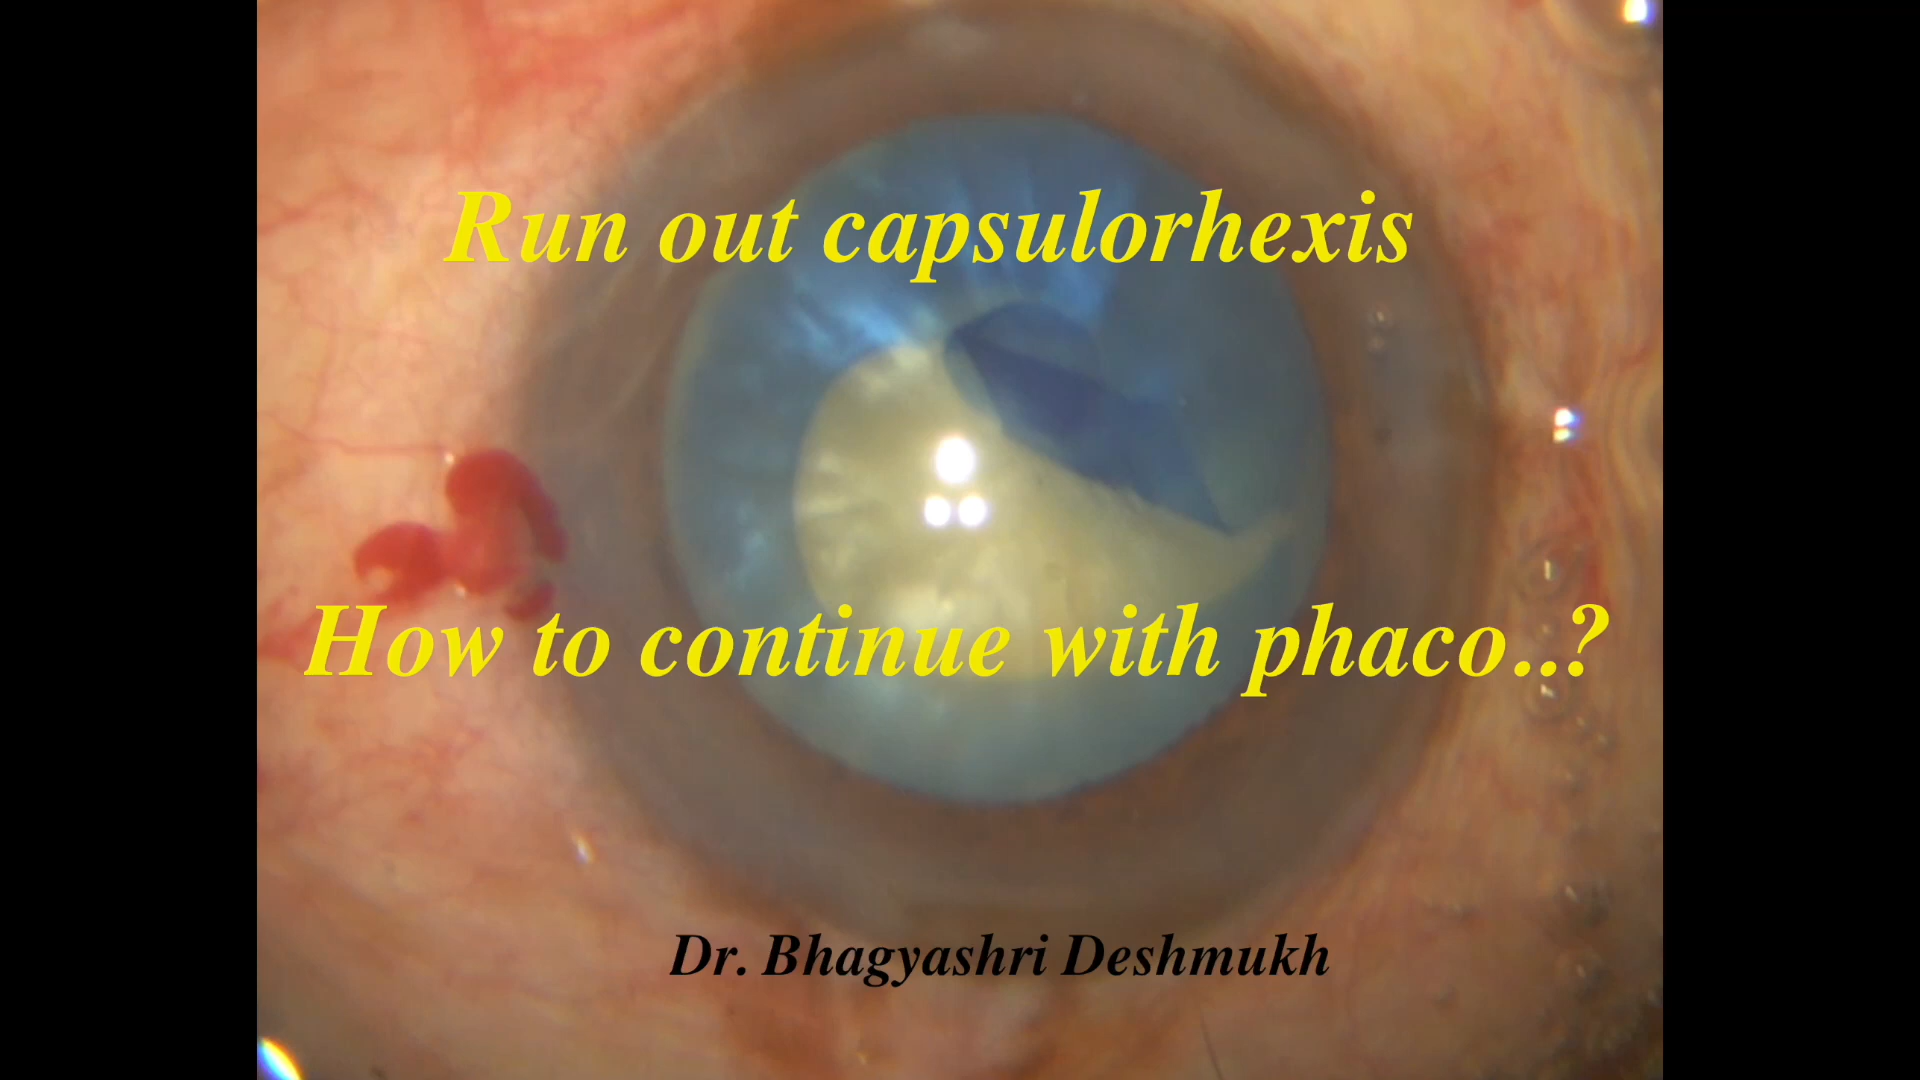 Run out capsulorhexis
How to continue with phaco..?
Dr. Bhagyashri Deshmukh